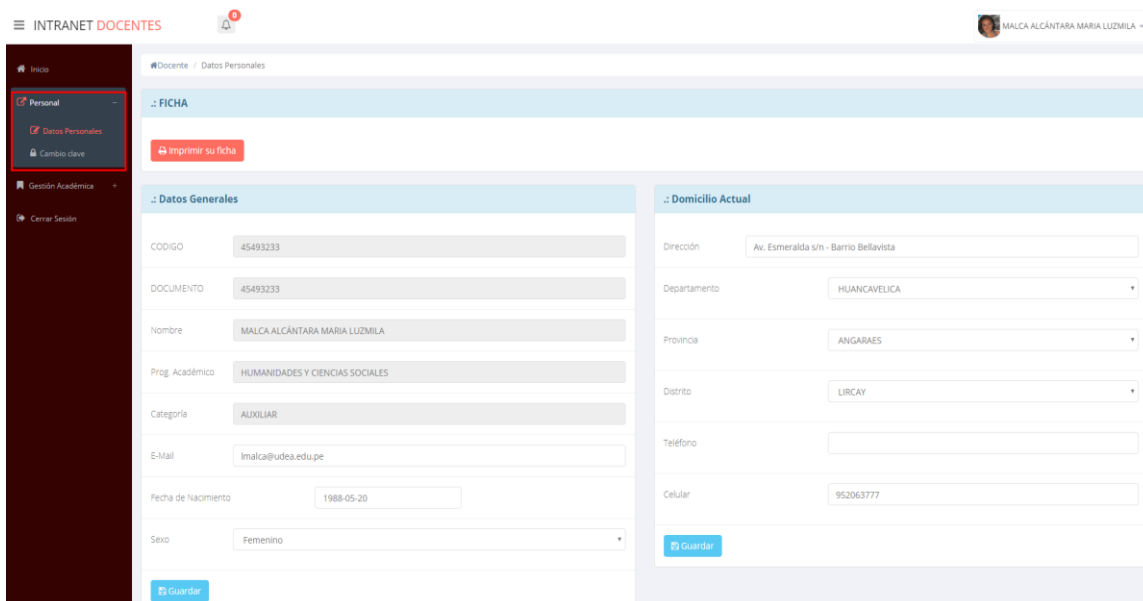 INTRANET DOCENTES
0
MALCA ALCÁNTARA MARIA LUZMILA
Inicio
Personal
Datos Personales
Cambio clave
Gestión Académica
Cerrar Sesión
Docente / Datos Personales
.: FICHA
Imprimir su ficha
.: Datos Generales
CODIGO 45493233
DOCUMENTO 45493233
Nombre MALCA ALCÁNTARA MARIA LUZMILA
Prog. Académico HUMANIDADES Y CIENCIAS SOCIALES
Categoría AUXILIAR
E-Mail lmalca@udea.edu.pe
Fecha de Nacimiento 1988-05-20
Sexo Femenino
Guardar
.: Domicilio Actual
Dirección Av. Esmeralda s/n - Barrio Bellavista
Departamento HUANCAVELICA
Provincia ANGARAES
Distrito LIRCAY
Teléfono
Celular 952063777
Guardar